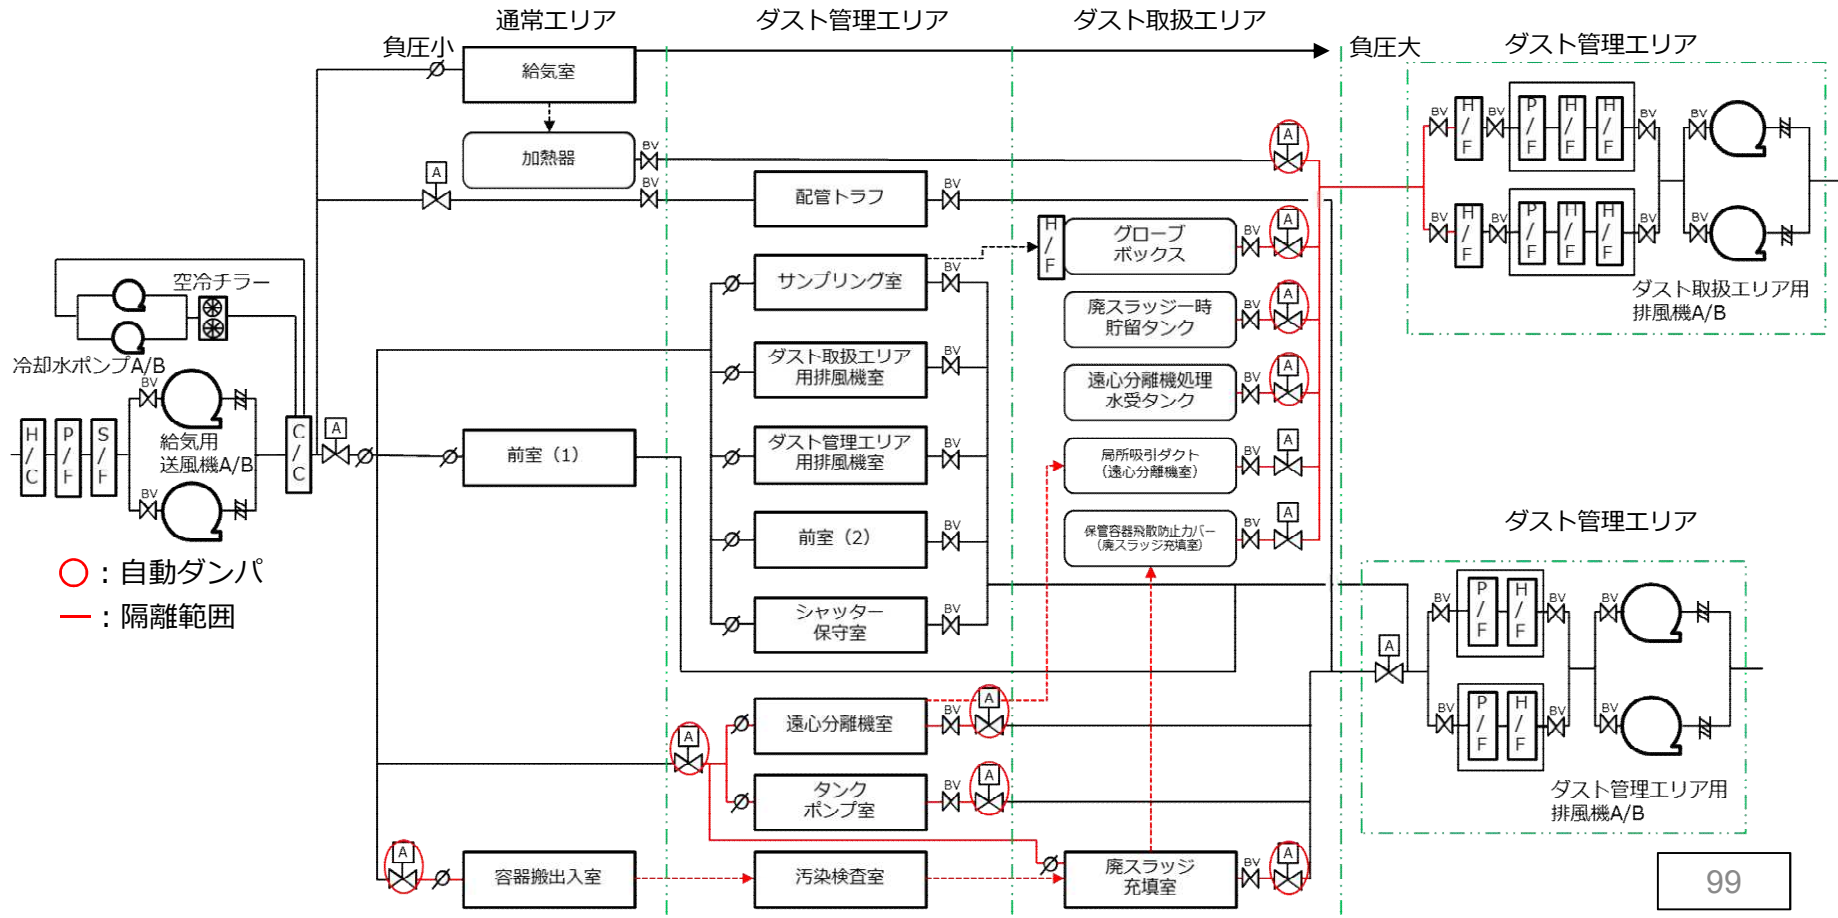 通常エリア
ダスト管理エリア
ダスト取扱エリア
負圧小
負圧大
ダスト管理エリア
給気室
加熱器
BV
A
A
BV
配管トラフ
BV
H/F
グローブ
ボックス
BV
A
サンプリング室
BV
空冷チラー
冷却水ポンプA/B
廃スラッジ一時
貯留タンク
BV
A
ダスト取扱エリア
用排風機室
BV
遠心分離機処理
水受タンク
BV
A
BV
給気用
送風機A/B
BV
H/C
P/F
S/F
C/C
A
前室（1）
ダスト管理エリア
用排風機室
BV
局所吸引ダクト
（遠心分離機室）
BV
A
前室（2）
BV
保管容器飛散防止カバー
（廃スラッジ充填室）
BV
A
シャッター
保守室
BV
：自動ダンパ
：隔離範囲
BV
H/F
BV
P/F
H/F
H/F
BV
BV
BV
H/F
BV
P/F
H/F
H/F
BV
BV
ダスト取扱エリア用
排風機A/B
ダスト管理エリア
A
BV
P/F
H/F
BV
BV
BV
P/F
H/F
BV
BV
ダスト管理エリア用
排風機A/B
A
遠心分離機室
BV
A
タンク
ポンプ室
BV
A
A
容器搬出入室
汚染検査室
廃スラッジ
充填室
BV
A
99